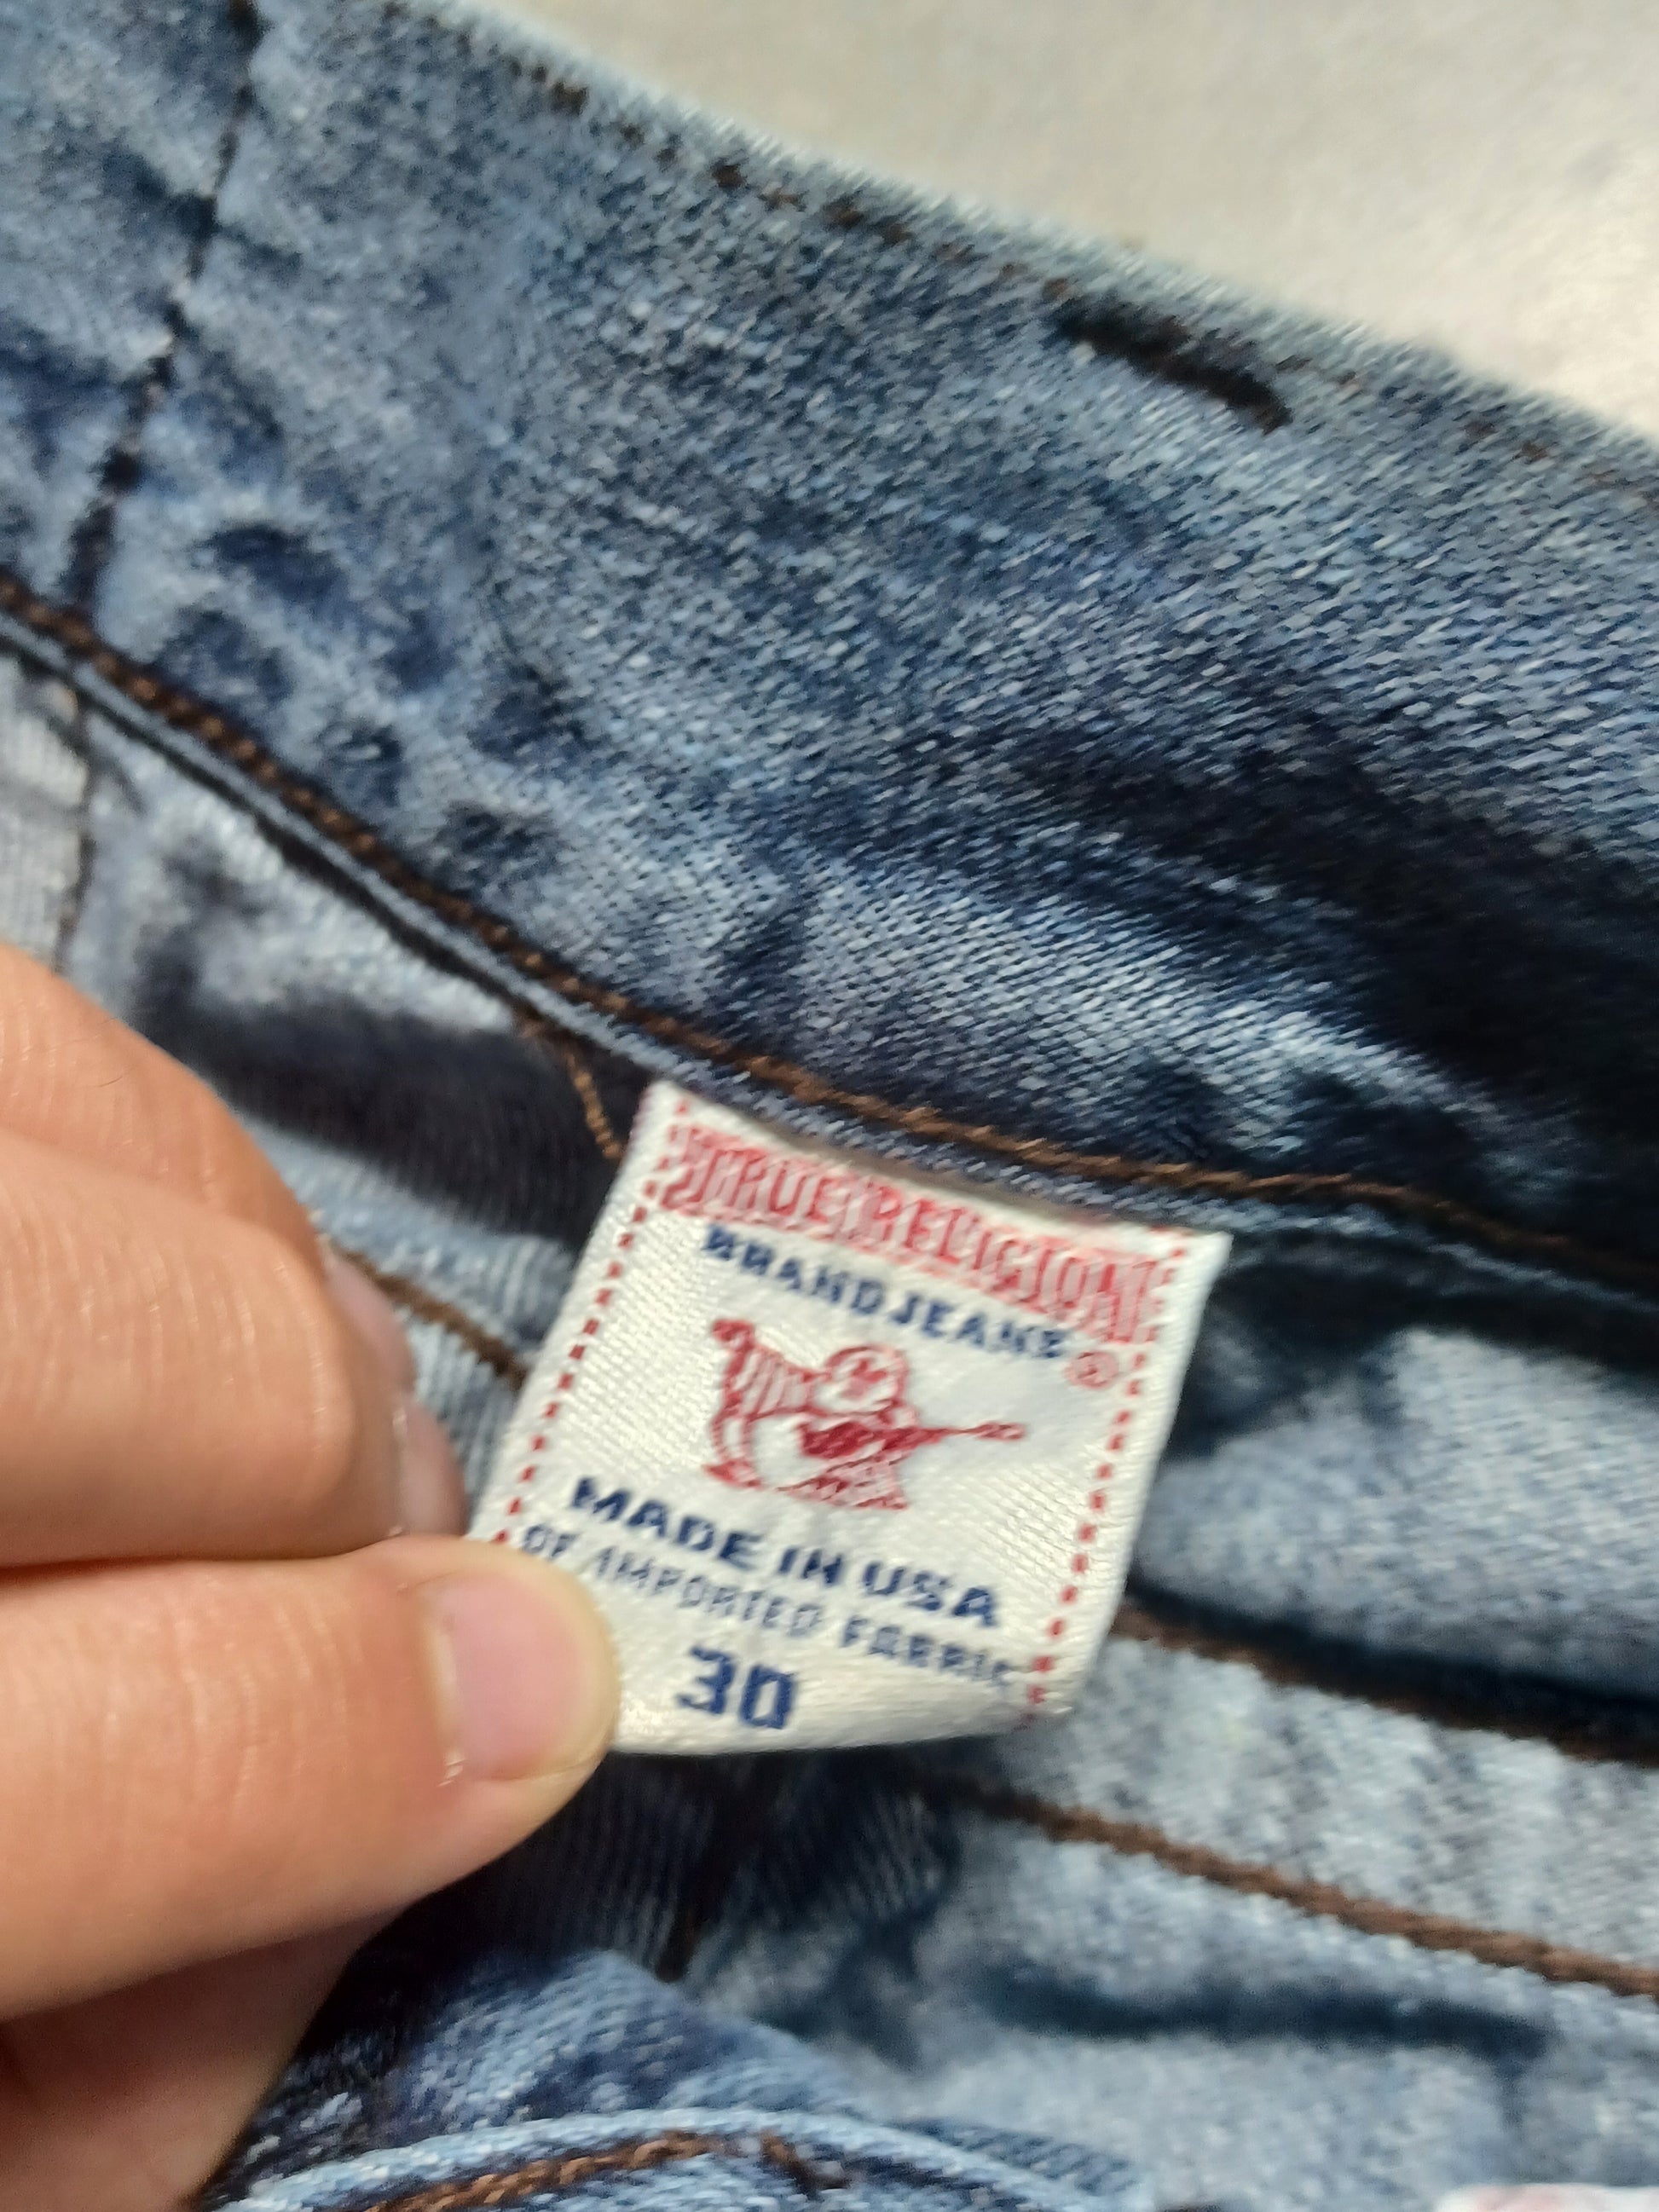 TRUE RELIGION
BRAND JEANS ®
MADE IN USA
OF IMPORTED FABRIC
30